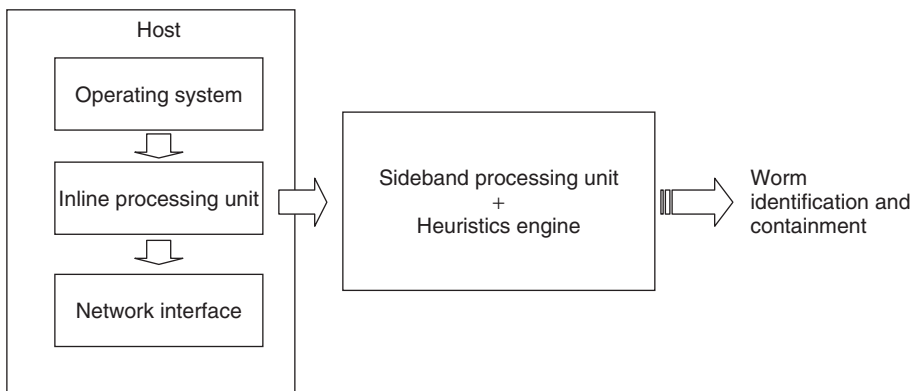 Host
Operating system
Inline processing unit
Network interface
Sideband processing unit
+
Heuristics engine
Worm
identification and
containment